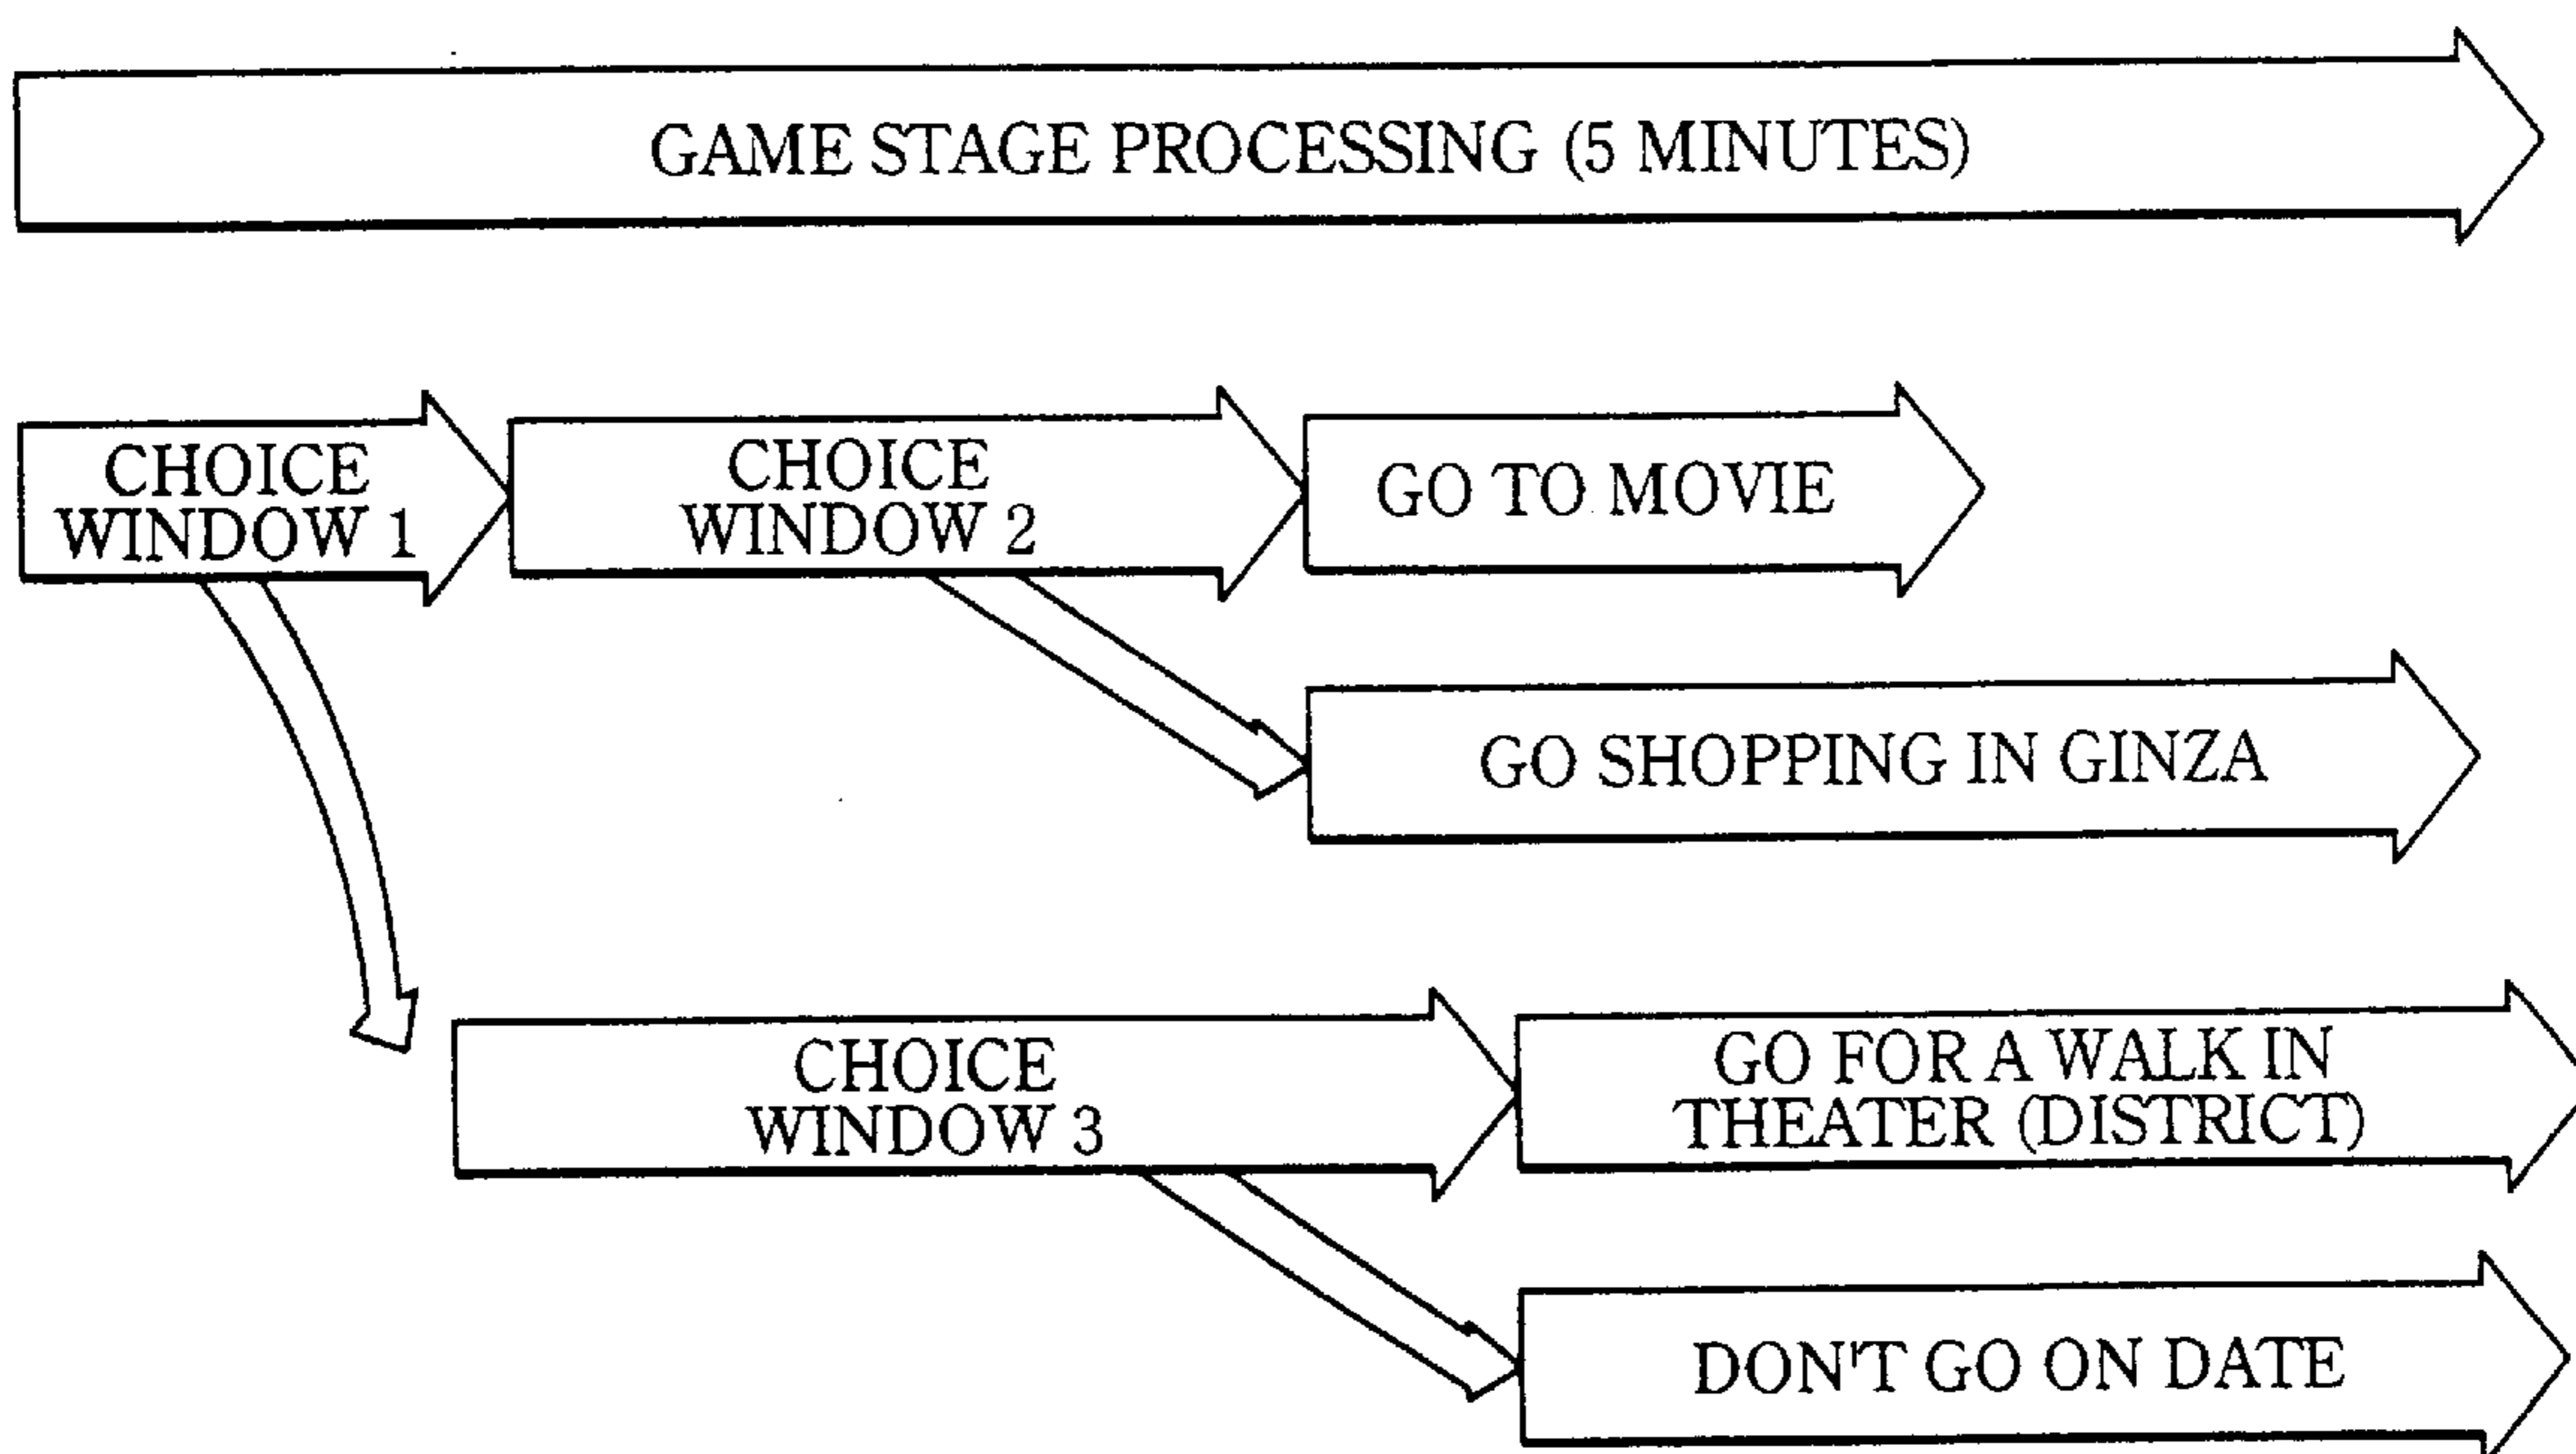 GAME STAGE PROCESSING (5 MINUTES)
CHOICE
WINDOW 1
CHOICE
WINDOW 2
GO TO MOVIE
GO SHOPPING IN GINZA
CHOICE
WINDOW 3
GO FOR A WALK IN
THEATER (DISTRICT)
DON'T GO ON DATE